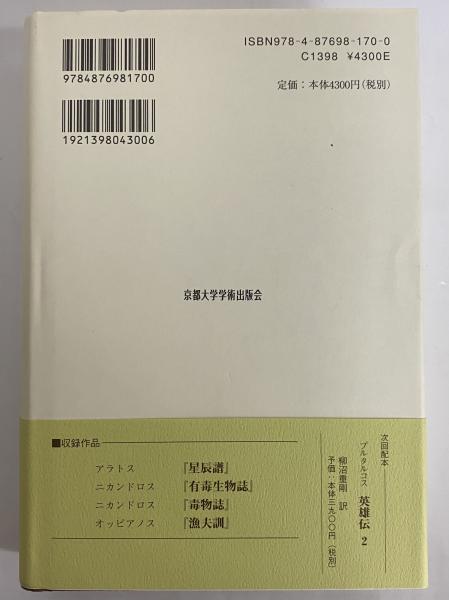 ISBN978-4-87698-170-0
C1398 ¥4300E
定価：本体4300円(税別)
9784876981700
1921398043006
京都大学学術出版会
■収録作品
アラトス 『星辰譜』
ニカンドロス 『有毒生物誌』
ニカンドロス 『毒物誌』
オッピアノス 『漁夫訓』
次回配本
プルタルコス 英雄伝 2
柳沼重剛 訳
予価：本体三九〇〇円(税別)